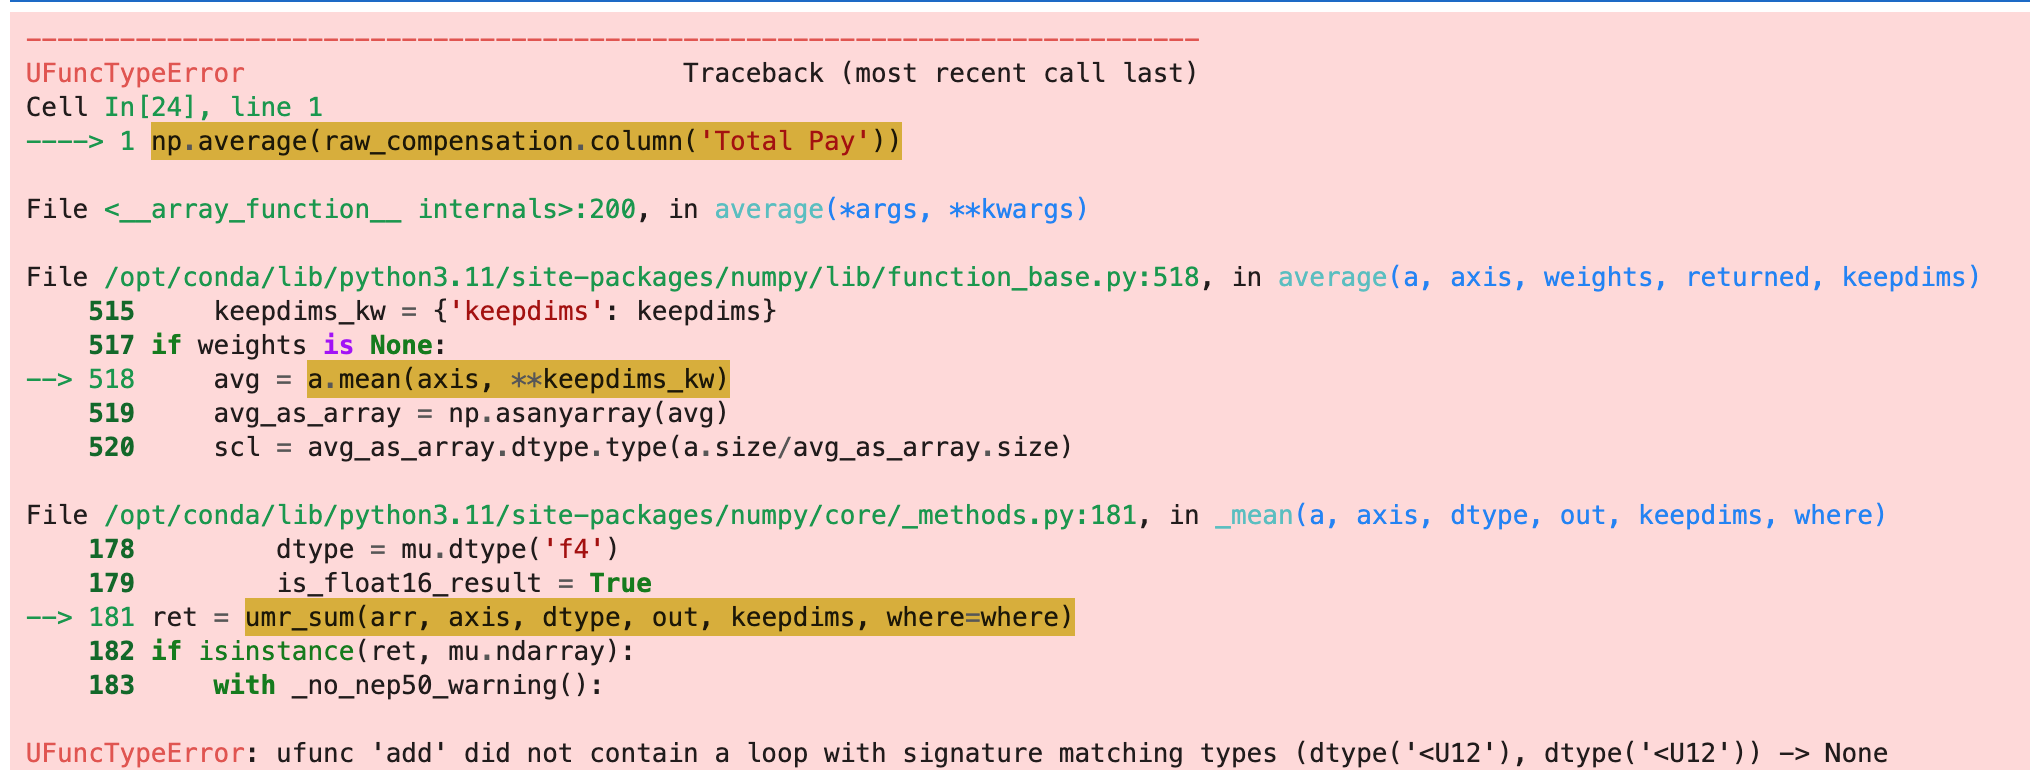 ---------------------------------------------------------------------------
UFuncTypeError                            Traceback (most recent call last)
Cell In[24], line 1
----> 1 np.average(raw_compensation.column('Total Pay'))
File <__array_function__ internals>:200, in average(*args, **kwargs)
File /opt/conda/lib/python3.11/site-packages/numpy/lib/function_base.py:518, in average(a, axis, weights, returned, keepdims)
    515     keepdims_kw = {'keepdims': keepdims}
    517 if weights is None:
--> 518     avg = a.mean(axis, **keepdims_kw)
    519     avg_as_array = np.asanyarray(avg)
    520     scl = avg_as_array.dtype.type(a.size/avg_as_array.size)
File /opt/conda/lib/python3.11/site-packages/numpy/core/_methods.py:181, in _mean(a, axis, dtype, out, keepdims, where)
    178         dtype = mu.dtype('f4')
    179         is_float16_result = True
--> 181 ret = umr_sum(arr, axis, dtype, out, keepdims, where=where)
    182 if isinstance(ret, mu.ndarray):
    183     with _no_nep50_warning():
UFuncTypeError: ufunc 'add' did not contain a loop with signature matching types (dtype('<U12'), dtype('<U12')) -> None